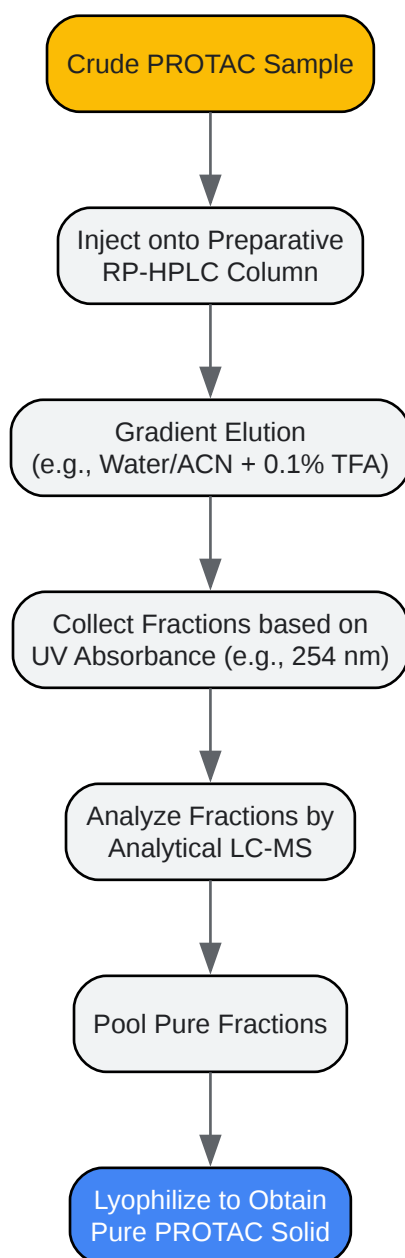 Crude PROTAC Sample
Inject onto Preparative
RP-HPLC Column
Gradient Elution
(e.g., Water/ACN + 0.1% TFA)
Collect Fractions based on
UV Absorbance (e.g., 254 nm)
Analyze Fractions by
Analytical LC-MS
Pool Pure Fractions
Lyophilize to Obtain
Pure PROTAC Solid